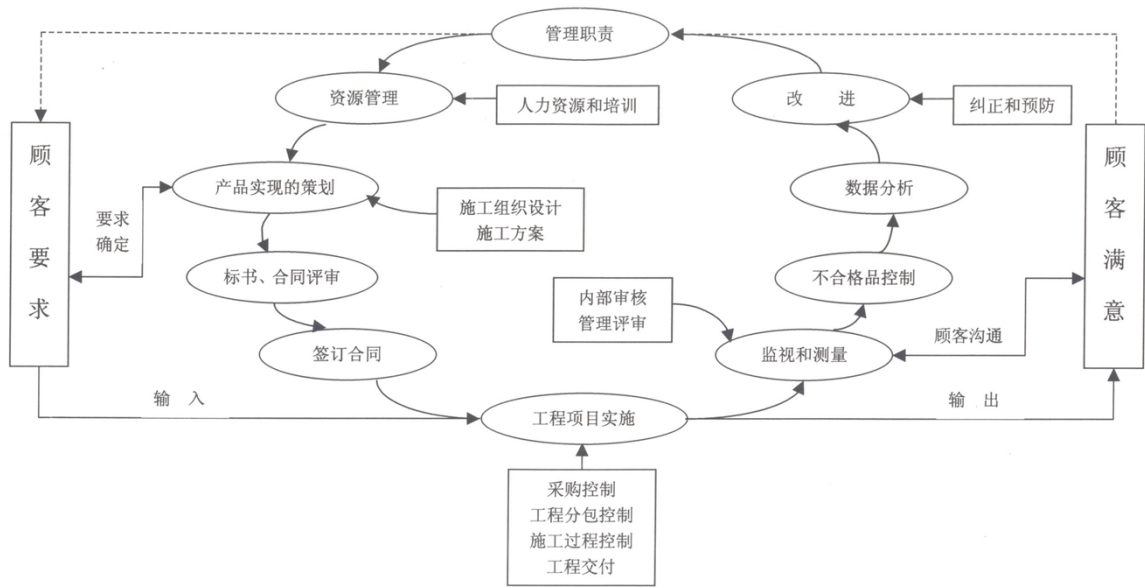 管理职责
资源管理
人力资源和培训
改 进
纠正和预防
顾客要求
顾客满意
产品实现的策划
数据分析
要求
确定
施工组织设计
施工方案
标书、合同评审
不合格品控制
内部审核
管理评审
签订合同
监视和测量
顾客沟通
输 入
工程项目实施
输 出
采购控制
工程分包控制
施工过程控制
工程交付